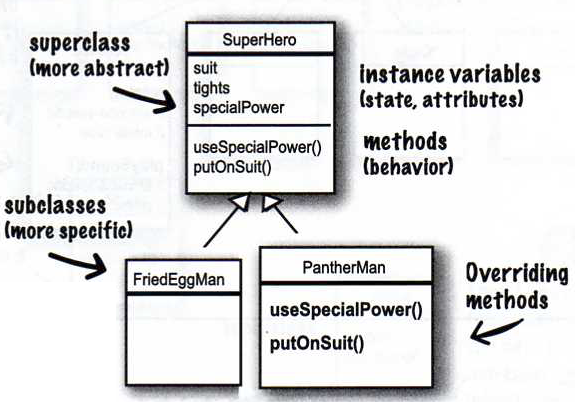 superclass
(more abstract)
SuperHero
suit
tights
specialPower
useSpecialPower()
putOnSuit()
instance variables
(state, attributes)
methods
(behavior)
subclasses
(more specific)
FriedEggMan
PantherMan
useSpecialPower()
putOnSuit()
Overriding
methods